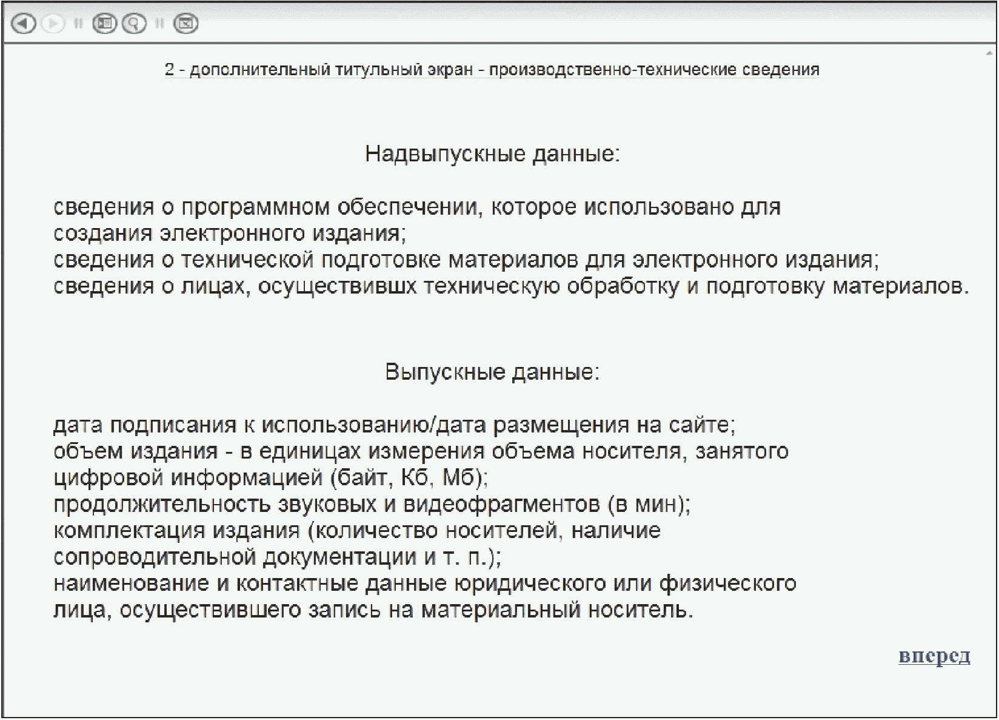 2 - дополнительный титульный экран - производственно-технические сведения
Надвыпускные данные:
сведения о программном обеспечении, которое использовано для
создания электронного издания;
сведения о технической подготовке материалов для электронного издания;
сведения о лицах, осуществившх техническую обработку и подготовку материалов.
Выпускные данные:
дата подписания к использованию/дата размещения на сайте;
объем издания - в единицах измерения объема носителя, занятого
цифровой информацией (байт, Кб, Мб);
продолжительность звуковых и видеофрагментов (в мин);
комплектация издания (количество носителей, наличие
сопроводительной документации и т. п.);
наименование и контактные данные юридического или физического
лица, осуществившего запись на материальный носитель.
вперед